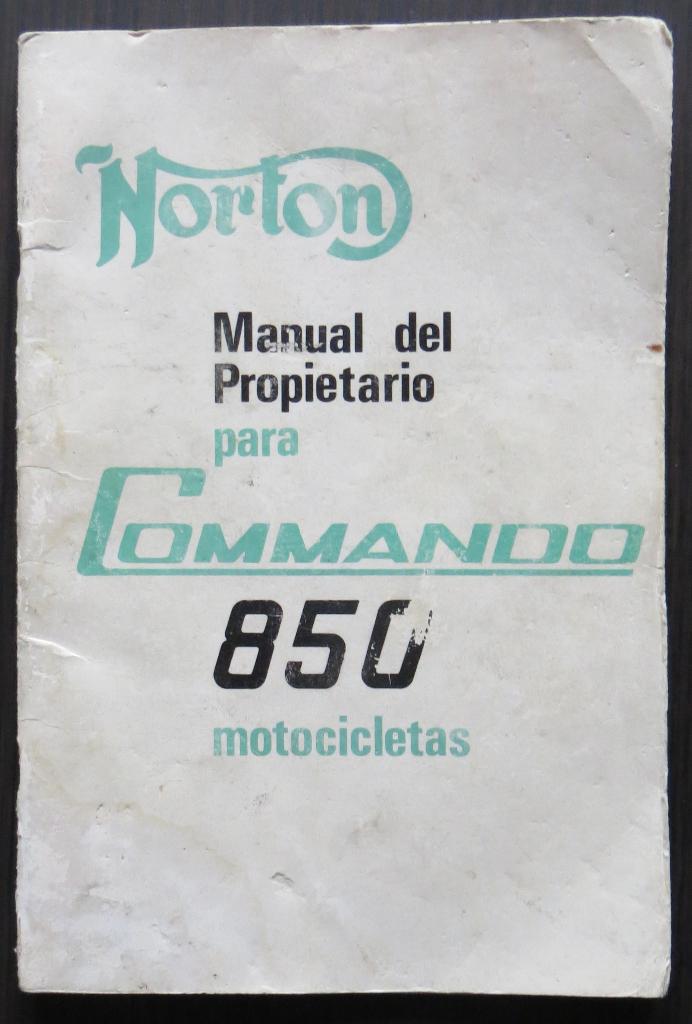 Norton
Manual del
Propietario
para
COMMANDO
850
motocicletas